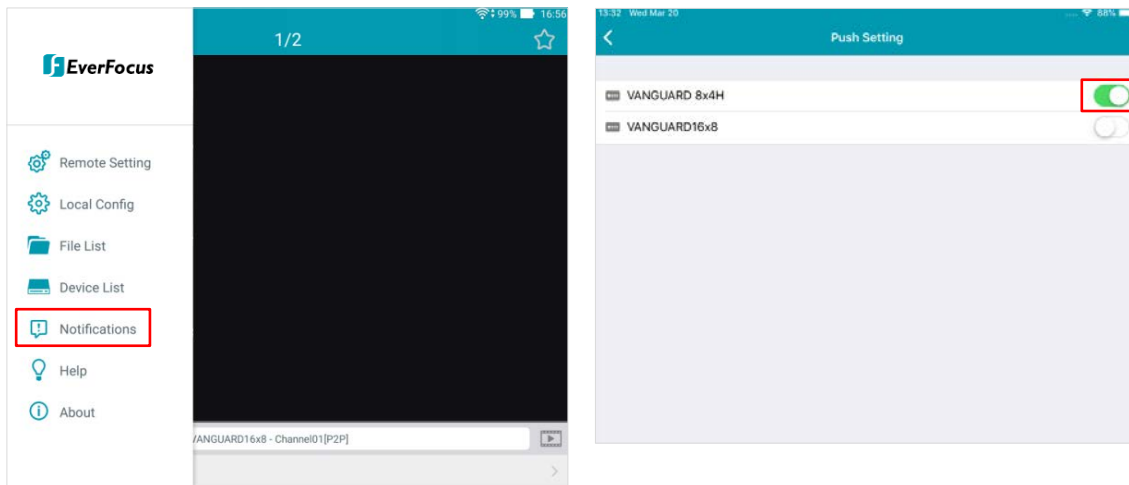 99% 16:56
1/2
EverFocus
Remote Setting
Local Config
File List
Device List
Notifications
Help
About
VANGUARD16x8 - Channel01[P2P]
13:32 Wed Mar 20
88%
Push Setting
VANGUARD 8x4H
VANGUARD16x8